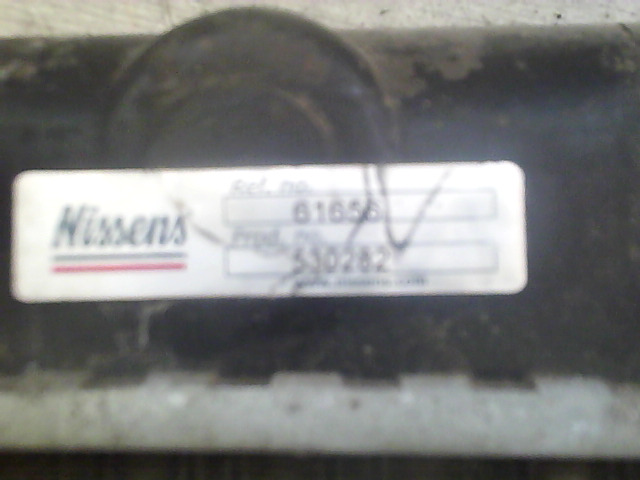 Nissens
Ref. no.
61656
Prod. no.
530282